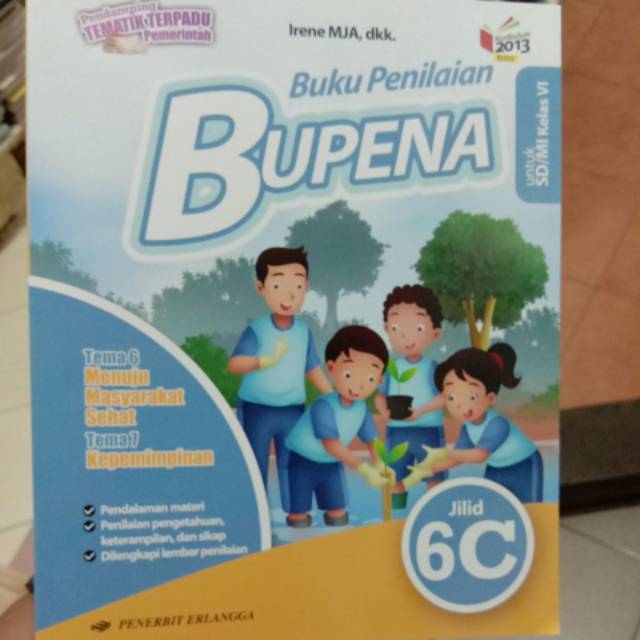 Pendamping
TEMATIK TERPADU
Pemerintah
Irene MJA, dkk.
Kurikulum
2013
Buku Penilaian
BUPENA
untuk
SD/MI Kelas VI
Tema 6
Menuju
Masyarakat
Sehat
Tema 7
Kepemimpinan
Pendalaman materi
Penilaian pengetahuan,
keterampilan, dan sikap
Dilengkapi lembar penilaian
Jilid
6C
PENERBIT ERLANGGA